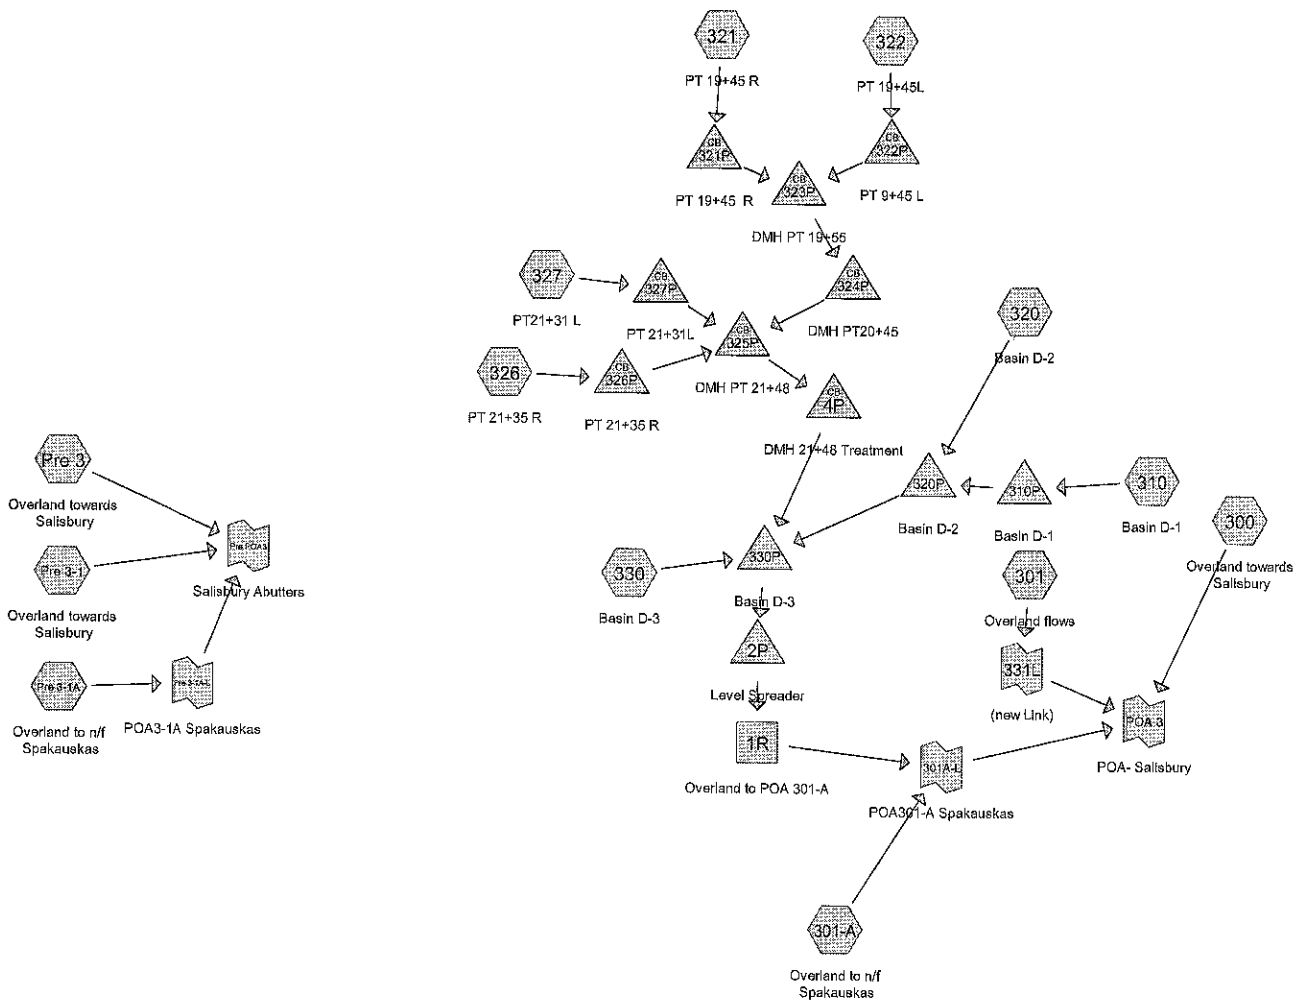 321
322
PT 19+45 R
PT 19+45L
CB
321P
CB
322P
CB
323P
PT 19+45 R
PT 9+45 L
DMH PT 19+55
327
CB
327P
CB
324P
PT21+31 L
PT 21+31L
DMH PT20+45
320
Basin D-2
CB
325P
326
CB
326P
DMH PT 21+48
PT 21+35 R
PT 21+35 R
CB
4P
DMH 21+48 Treatment
Pre 3
Overland towards
Salisbury
320P
310P
310
Basin D-2
Basin D-1
Basin D-1
300
Overland towards
Salisbury
Pre POA3
Salisbury Abutters
Pre 3-1
Overland towards
Salisbury
330
Basin D-3
330P
Basin D-3
301
Overland flows
2P
Level Spreader
331L
(new Link)
Pre 3-1A
Overland to n/f
Spakauskas
POA3-1A Spakauskas
1R
Overland to POA 301-A
301A-L
POA301-A Spakauskas
POA 3
POA- Salisbury
301-A
Overland to n/f
Spakauskas